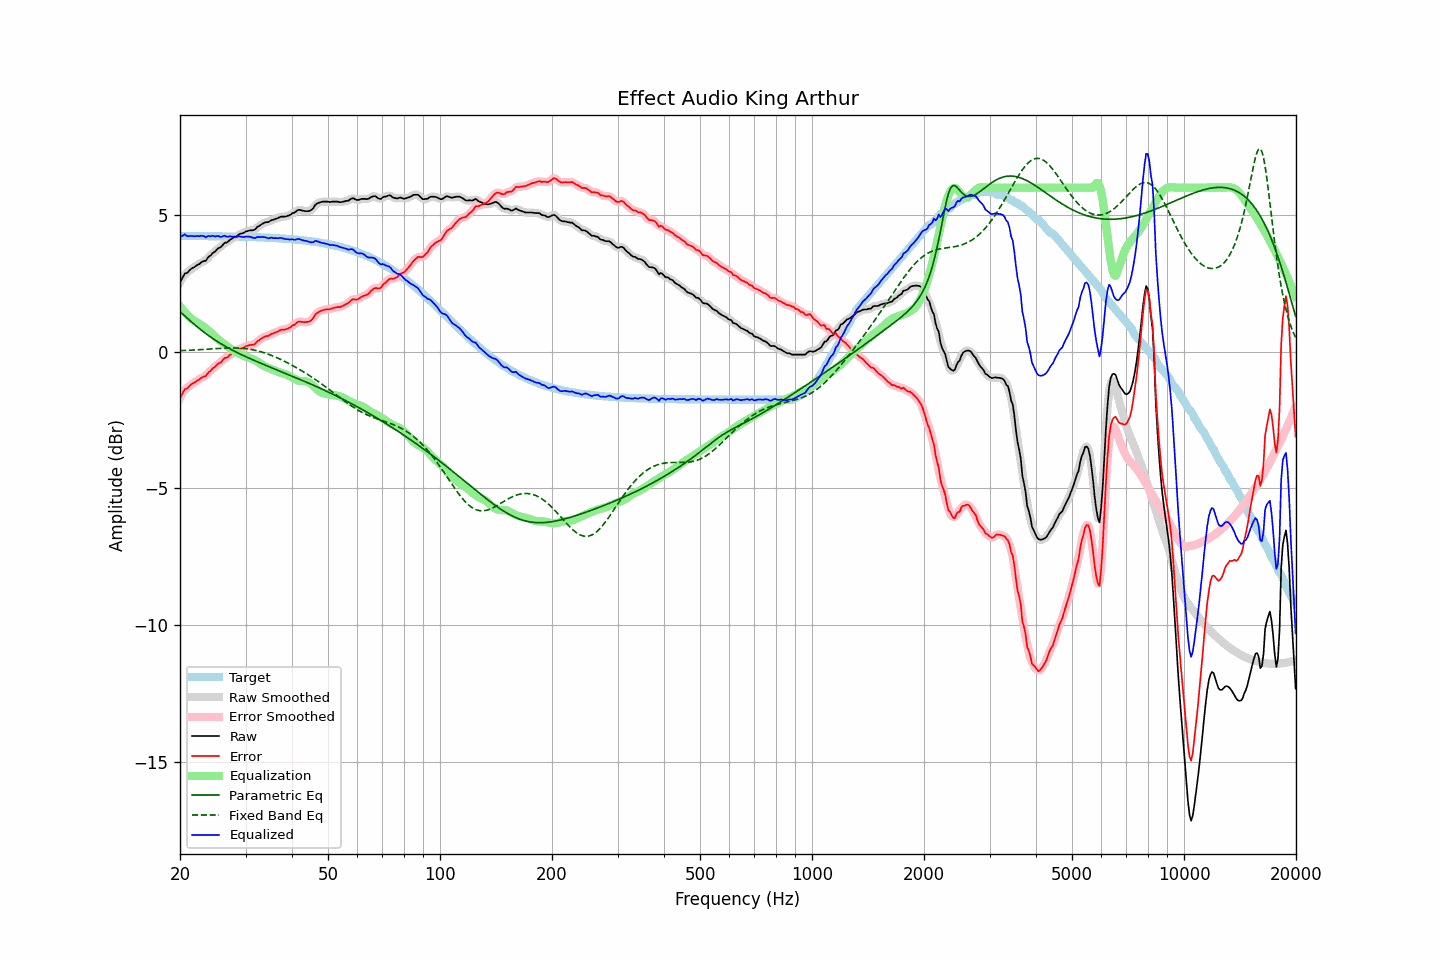 Effect Audio King Arthur
Amplitude (dBr)
5
0
−5
−10
−15
Target
Raw Smoothed
Error Smoothed
Raw
Error
Equalization
Parametric Eq
Fixed Band Eq
Equalized
20 50 100 200 500 1000 2000 5000 10000 20000
Frequency (Hz)